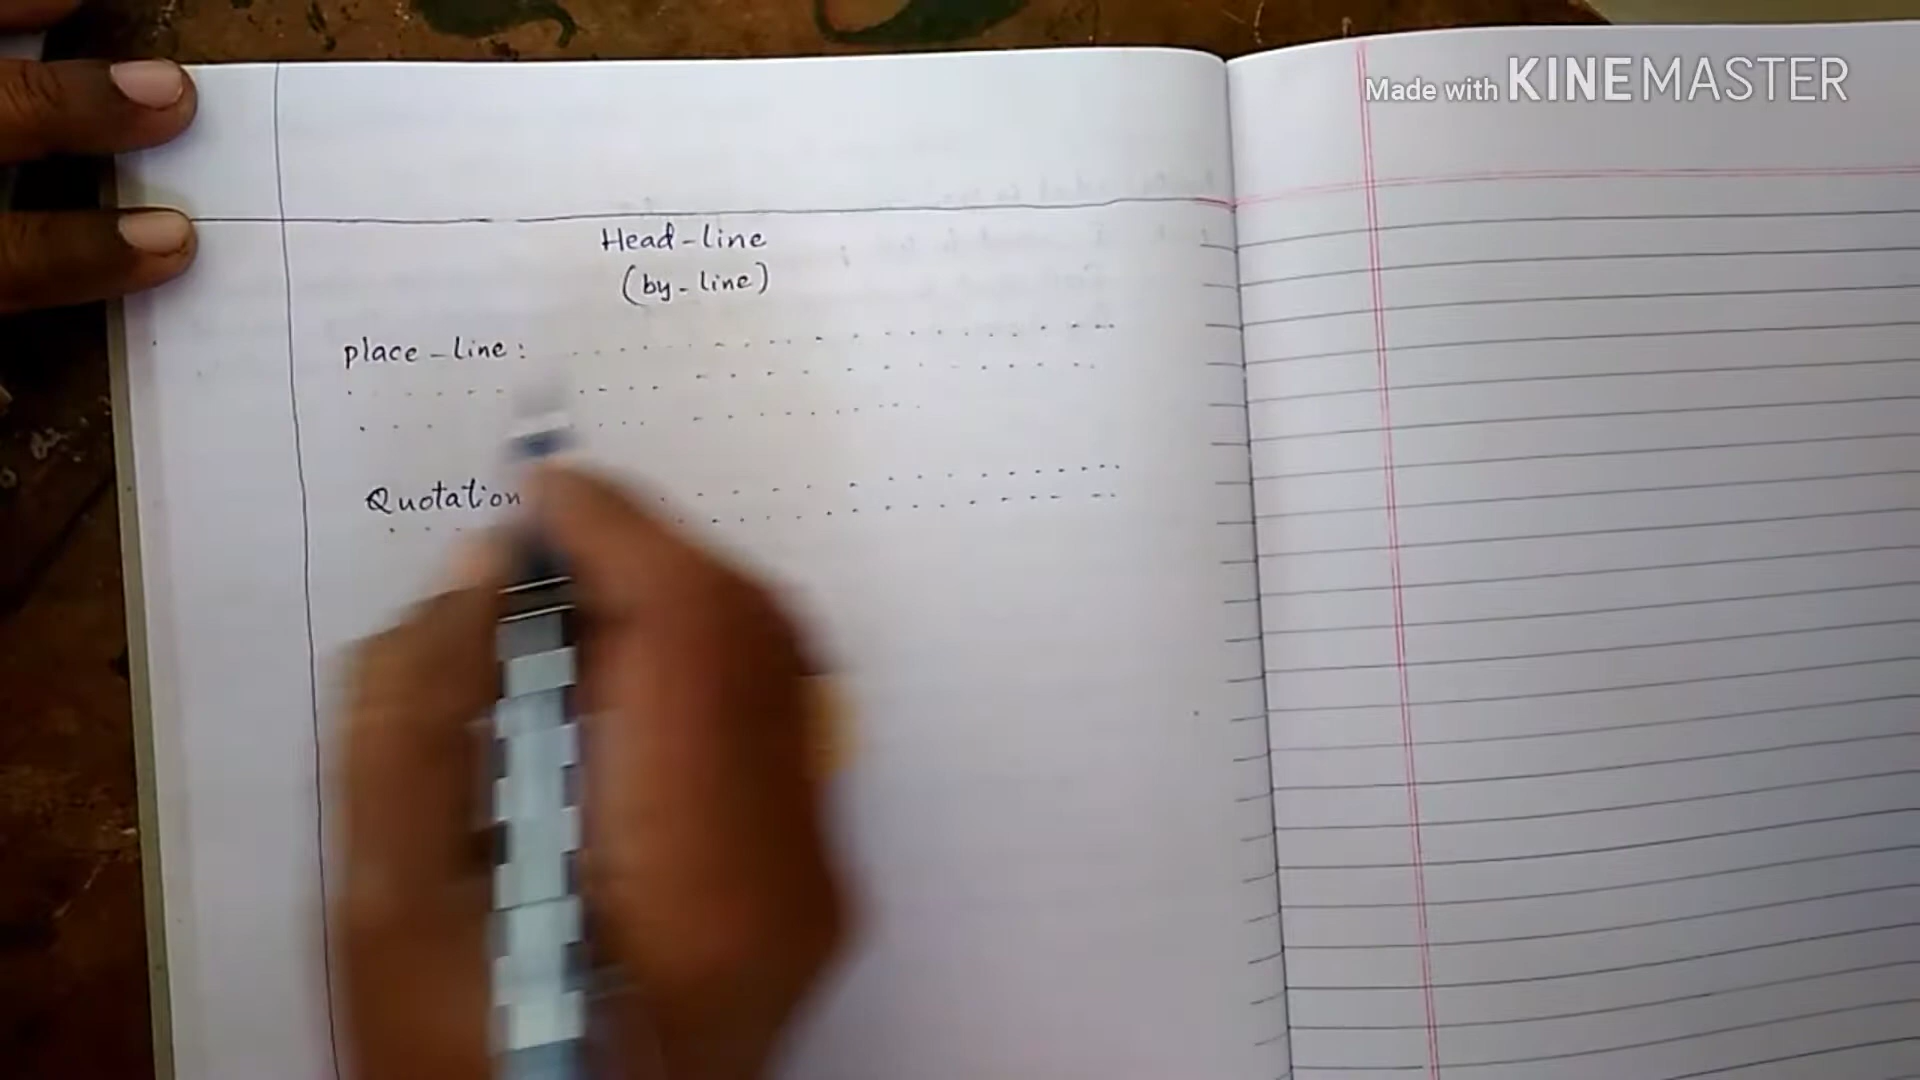 Made with KINEMASTER
Head-line
(by-line)
place-line:
Quotation